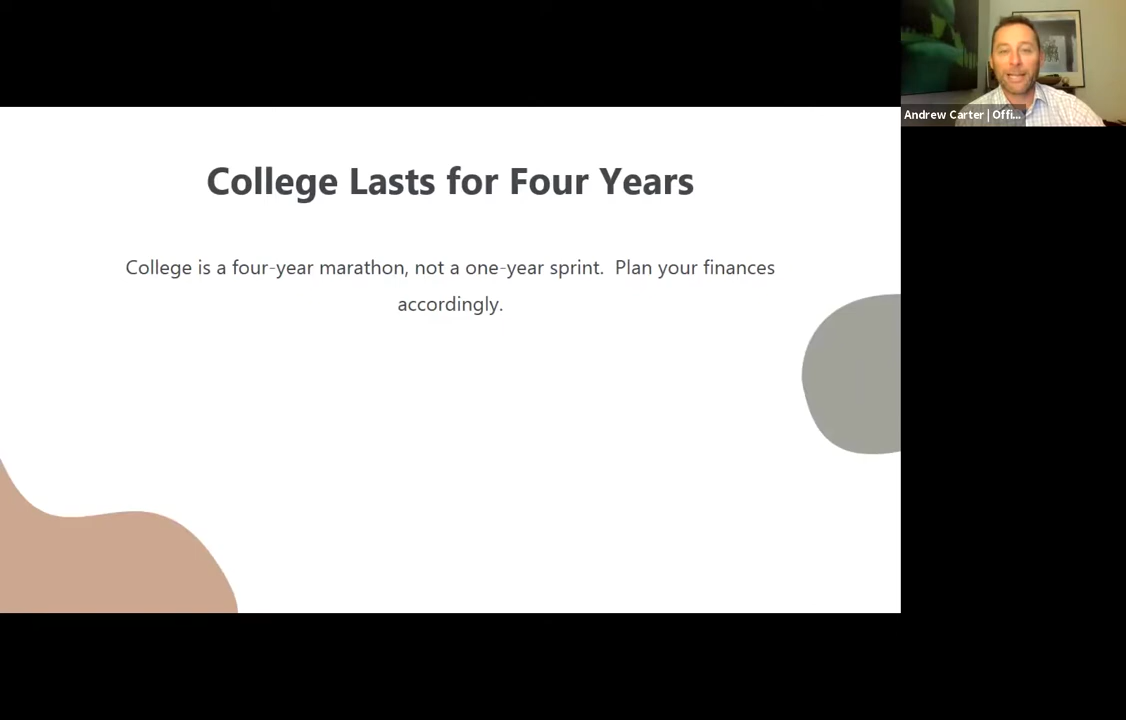 College Lasts for Four Years
College is a four-year marathon, not a one-year sprint.  Plan your finances
accordingly.
Andrew Carter | Offi...